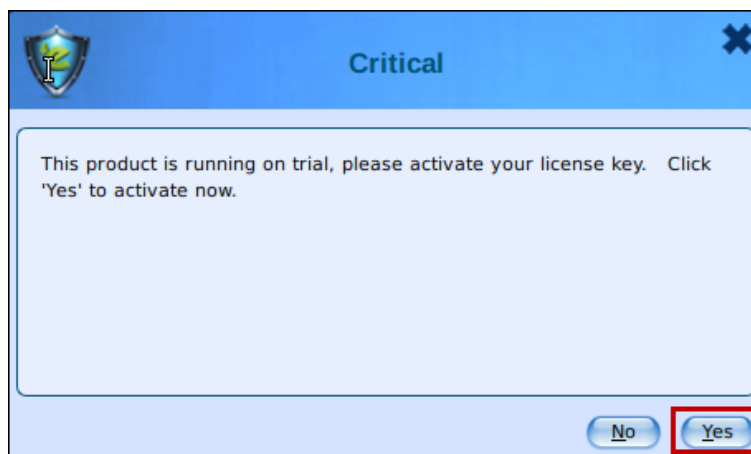 Critical
This product is running on trial, please activate your license key.   Click
'Yes' to activate now.
No
Yes